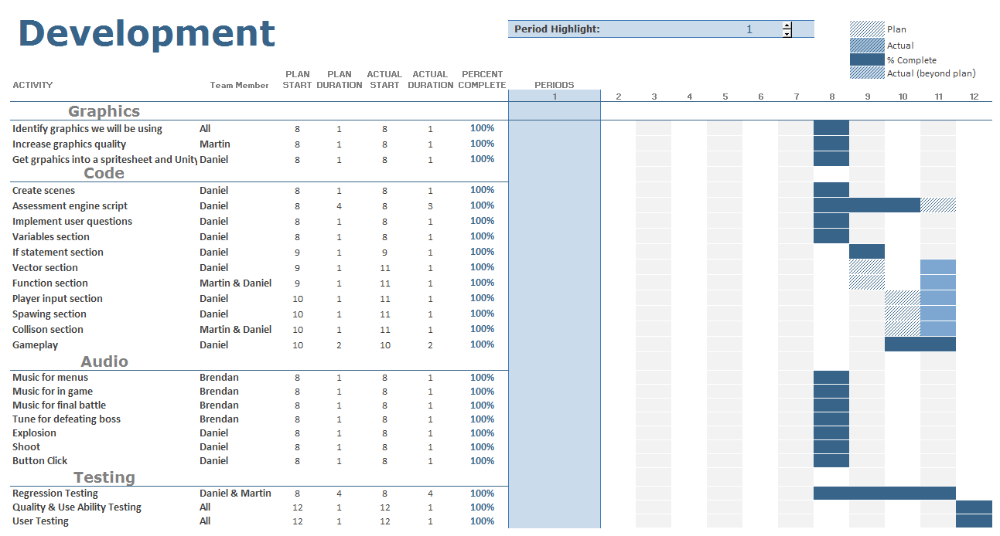 Development
Period Highlight: 1
Plan
Actual
% Complete
Actual (beyond plan)
ACTIVITY Team Member PLAN START PLAN DURATION ACTUAL START ACTUAL DURATION PERCENT COMPLETE PERIODS
1 2 3 4 5 6 7 8 9 10 11 12
Graphics
Identify graphics we will be using All 8 1 8 1 100%
Increase graphics quality Martin 8 1 8 1 100%
Get grpahics into a spritesheet and Unity Daniel 8 1 8 1 100%
Code
Create scenes Daniel 8 1 8 1 100%
Assessment engine script Daniel 8 4 8 3 100%
Implement user questions Daniel 8 1 8 1 100%
Variables section Daniel 8 1 8 1 100%
If statement section Daniel 9 1 9 1 100%
Vector section Daniel 9 1 11 1 100%
Function section Martin & Daniel 9 1 11 1 100%
Player input section Daniel 10 1 11 1 100%
Spawing section Daniel 10 1 11 1 100%
Collison section Martin & Daniel 10 1 11 1 100%
Gameplay Daniel 10 2 10 2 100%
Audio
Music for menus Brendan 8 1 8 1 100%
Music for in game Brendan 8 1 8 1 100%
Music for final battle Brendan 8 1 8 1 100%
Tune for defeating boss Brendan 8 1 8 1 100%
Explosion Daniel 8 1 8 1 100%
Shoot Daniel 8 1 8 1 100%
Button Click Daniel 8 1 8 1 100%
Testing
Regression Testing Daniel & Martin 8 4 8 4 100%
Quality & Use Ability Testing All 12 1 12 1 100%
User Testing All 12 1 12 1 100%